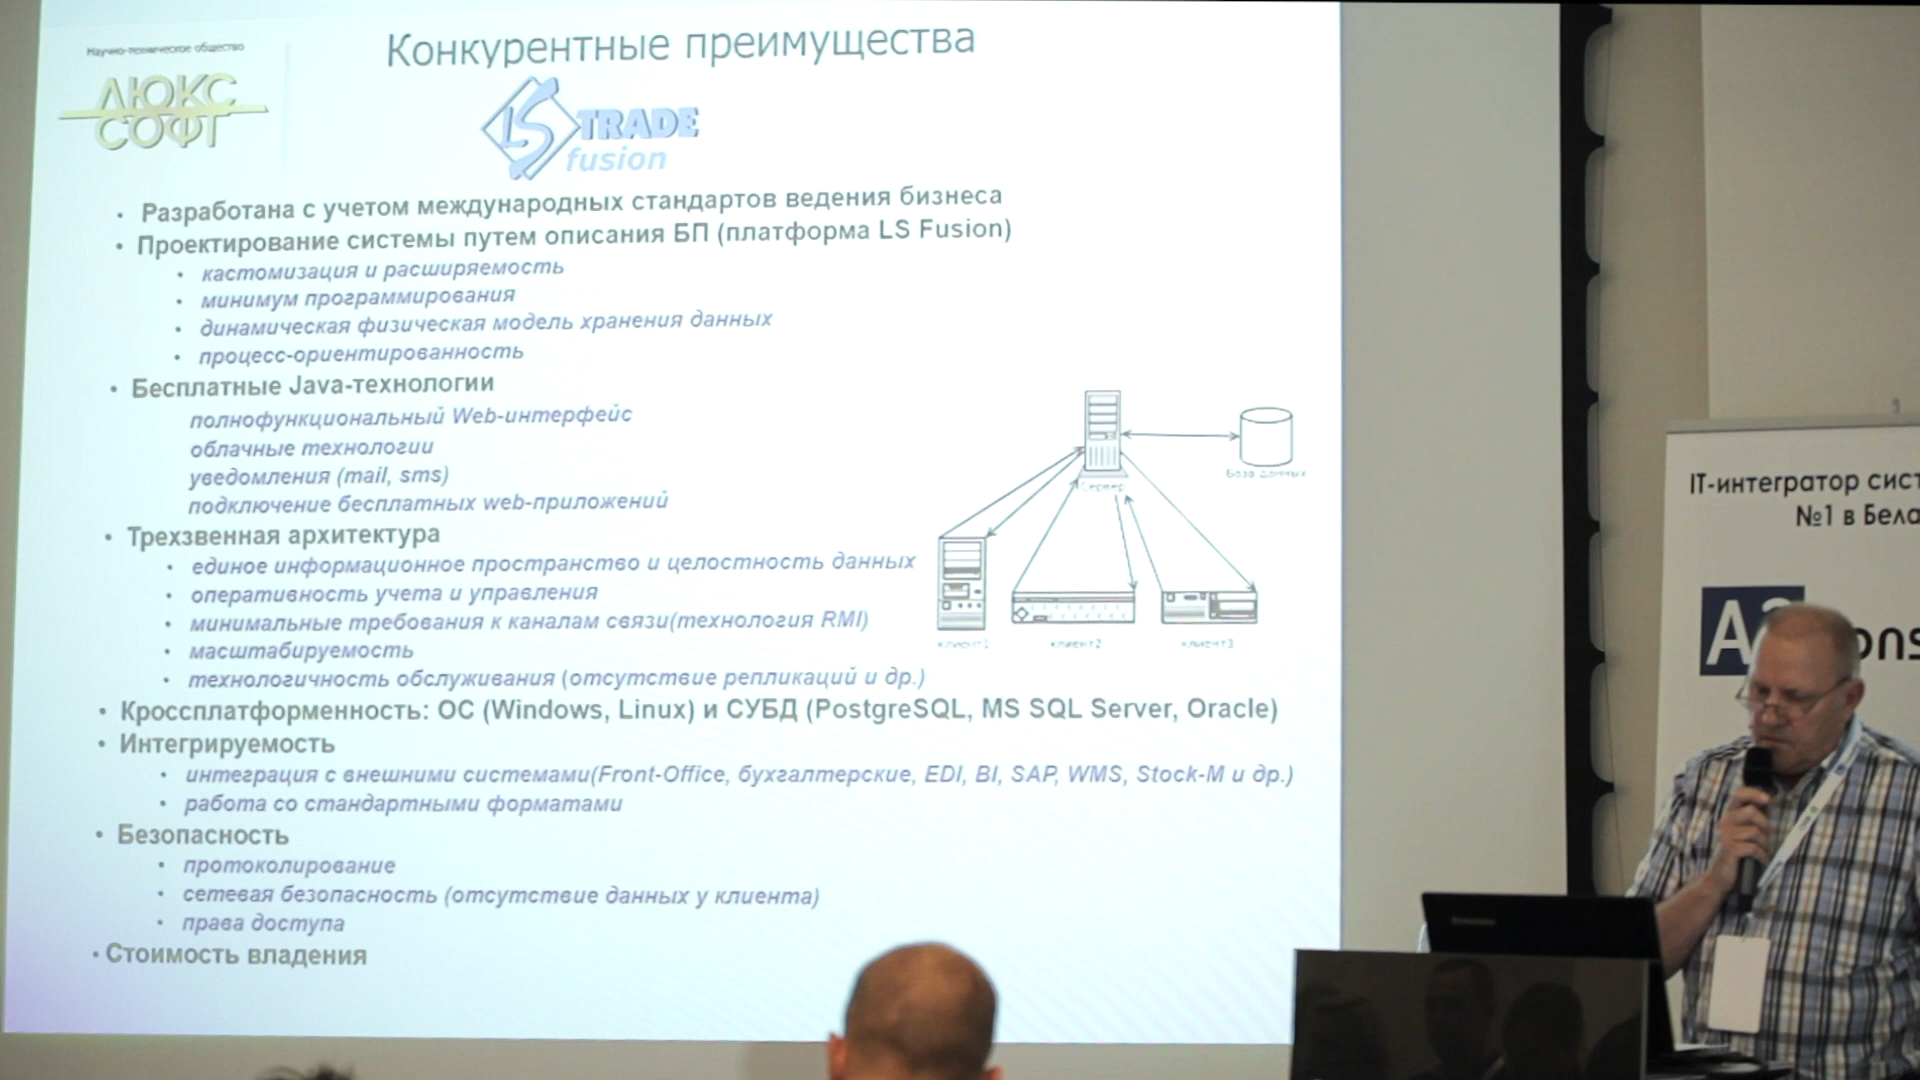 Научно-техническое общество
ЛЮКС
СОФТ
Конкурентные преимущества
LS TRADE
fusion
• Разработана с учетом международных стандартов ведения бизнеса
• Проектирование системы путем описания БП (платформа LS Fusion)
• кастомизация и расширяемость
• минимум программирования
• динамическая физическая модель хранения данных
• процесс-ориентированность
• Бесплатные Java-технологии
полнофункциональный Web-интерфейс
облачные технологии
уведомления (mail, sms)
подключение бесплатных web-приложений
• Трехзвенная архитектура
• единое информационное пространство и целостность данных
• оперативность учета и управления
• минимальные требования к каналам связи(технология RMI)
• масштабируемость
• технологичность обслуживания (отсутствие репликаций и др.)
Сервер
База данных
клиент1
клиент2
клиент3
• Кроссплатформенность: ОС (Windows, Linux) и СУБД (PostgreSQL, MS SQL Server, Oracle)
• Интегрируемость
• интеграция с внешними системами(Front-Office, бухгалтерские, EDI, BI, SAP, WMS, Stock-M и др.)
• работа со стандартными форматами
• Безопасность
• протоколирование
• сетевая безопасность (отсутствие данных у клиента)
• права доступа
• Стоимость владения
IT-интегратор сист
№1 в Бела